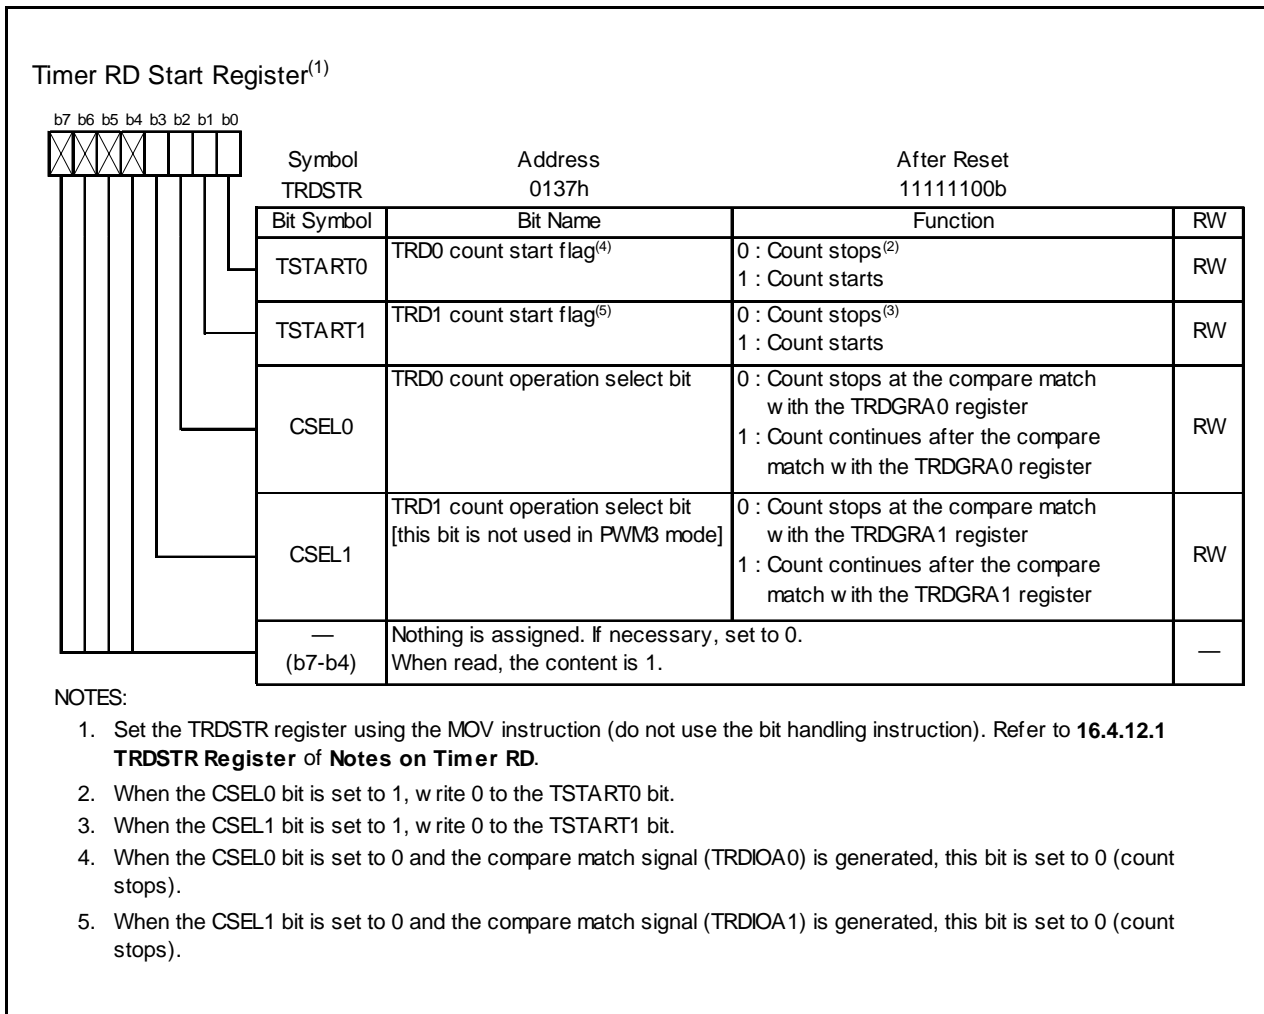 Timer RD Start Register(1)
b7 b6 b5 b4 b3 b2 b1 b0
Symbol Address After Reset
TRDSTR 0137h 11111100b
Bit Symbol Bit Name Function RW
TSTART0 TRD0 count start flag(4) 0 : Count stops(2) RW
1 : Count starts
TSTART1 TRD1 count start flag(5) 0 : Count stops(3) RW
1 : Count starts
CSEL0 TRD0 count operation select bit 0 : Count stops at the compare match
with the TRDGRA0 register RW
1 : Count continues after the compare
match with the TRDGRA0 register
CSEL1 TRD1 count operation select bit 0 : Count stops at the compare match
[this bit is not used in PWM3 mode] with the TRDGRA1 register RW
1 : Count continues after the compare
match with the TRDGRA1 register
— Nothing is assigned. If necessary, set to 0. —
(b7-b4) When read, the content is 1.
NOTES:
1. Set the TRDSTR register using the MOV instruction (do not use the bit handling instruction). Refer to 16.4.12.1
TRDSTR Register of Notes on Timer RD.
2. When the CSEL0 bit is set to 1, write 0 to the TSTART0 bit.
3. When the CSEL1 bit is set to 1, write 0 to the TSTART1 bit.
4. When the CSEL0 bit is set to 0 and the compare match signal (TRDIOA0) is generated, this bit is set to 0 (count
stops).
5. When the CSEL1 bit is set to 0 and the compare match signal (TRDIOA1) is generated, this bit is set to 0 (count
stops).